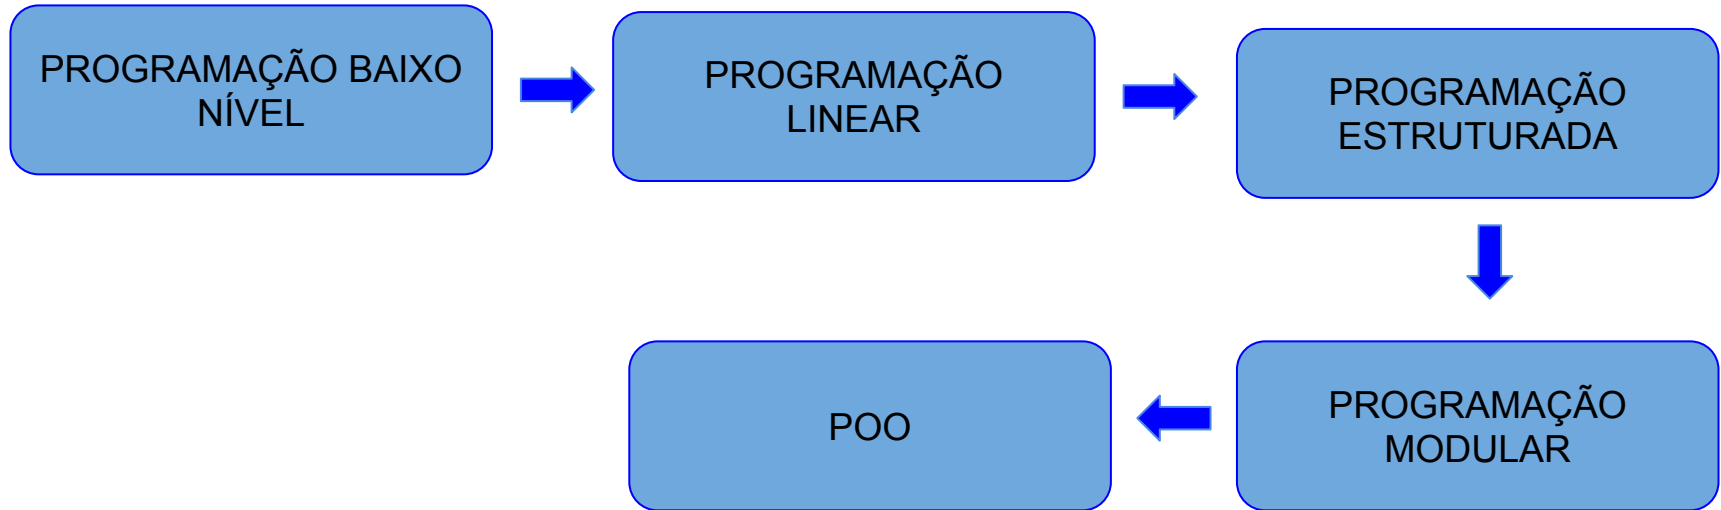 PROGRAMAÇÃO BAIXO
NÍVEL
PROGRAMAÇÃO
LINEAR
PROGRAMAÇÃO
ESTRUTURADA
PROGRAMAÇÃO
MODULAR
POO